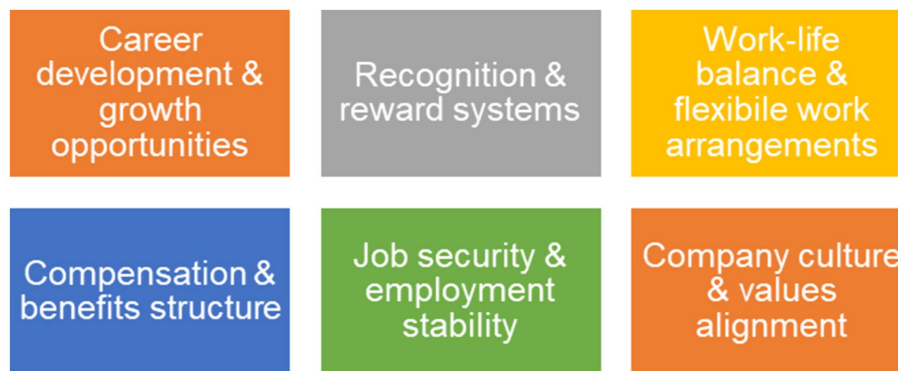 Career
development &
growth
opportunities
Recognition &
reward systems
Work-life
balance &
flexibile work
arrangements
Compensation &
benefits structure
Job security &
employment
stability
Company culture
& values
alignment